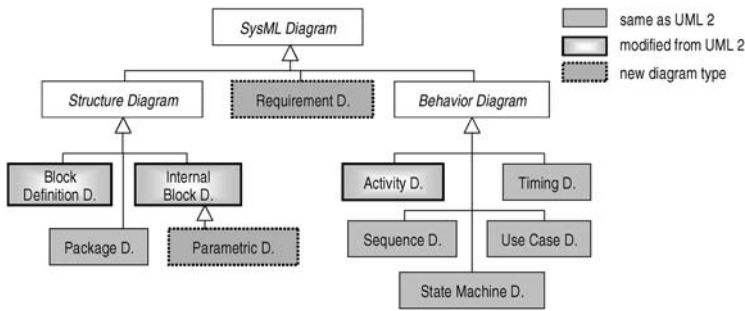 SysML Diagram
same as UML 2
modified from UML 2
new diagram type
Structure Diagram
Requirement D.
Behavior Diagram
Block
Definition D.
Internal
Block D.
Activity D.
Timing D.
Package D.
Parametric D.
Sequence D.
Use Case D.
State Machine D.